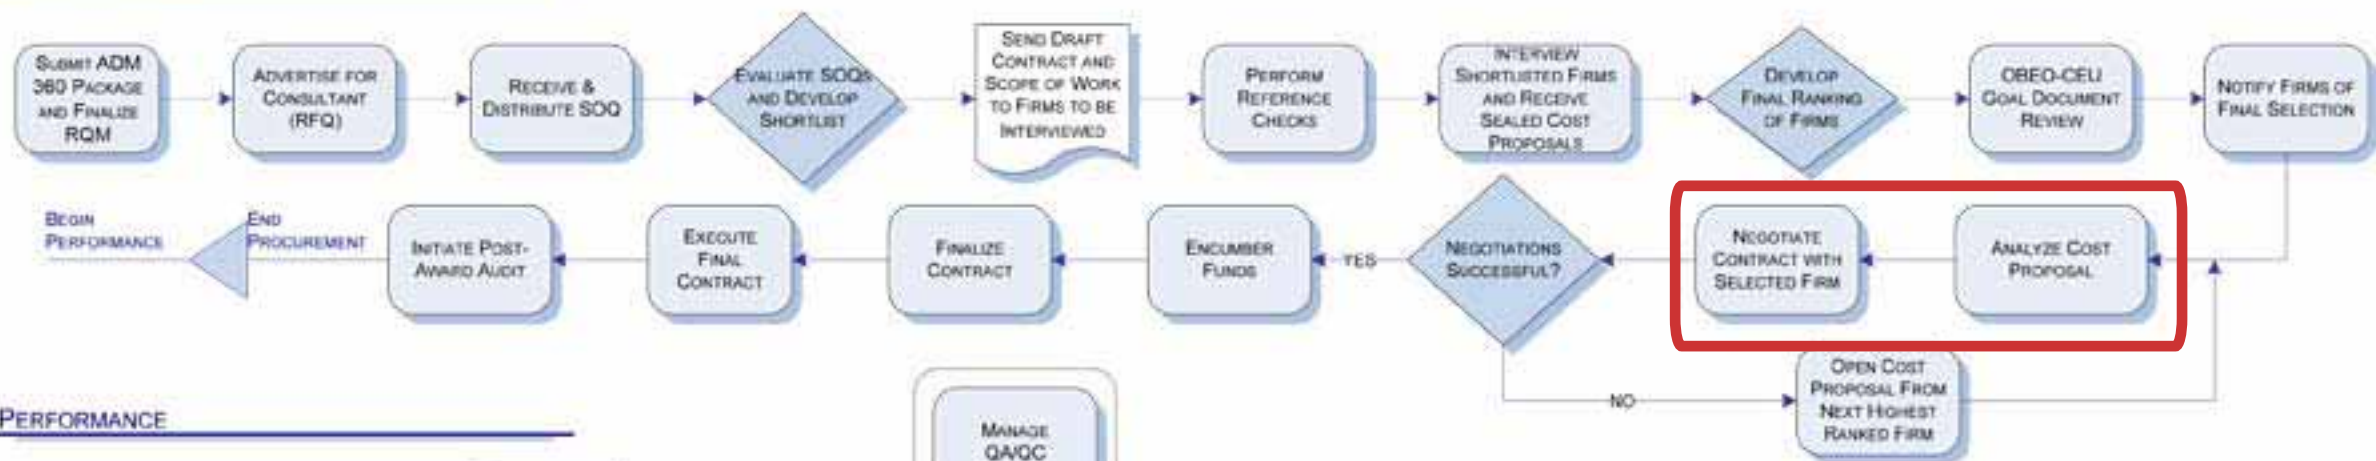 SUBMIT ADM
360 PACKAGE
AND FINALIZE
RQM
ADVERTISE FOR
CONSULTANT
(RFQ)
RECEIVE &
DISTRIBUTE SOQ
EVALUATE SOQS
AND DEVELOP
SHORTLIST
SEND DRAFT
CONTRACT AND
SCOPE OF WORK
TO FIRMS TO BE
INTERVIEWED
PERFORM
REFERENCE
CHECKS
INTERVIEW
SHORTLISTED FIRMS
AND RECEIVE
SEALED COST
PROPOSALS
DEVELOP
FINAL RANKING
OF FIRMS
OBEO-CELU
GOAL DOCUMENT
REVIEW
NOTIFY FIRMS OF
FINAL SELECTION
ANALYZE COST
PROPOSAL
NEGOTIATE
CONTRACT WITH
SELECTED FIRM
NEGOTIATIONS
SUCCESSFUL?
YES
ENCUMBER
FUNDS
FINALIZE
CONTRACT
EXECUTE
FINAL
CONTRACT
INITIATE POST-
AWARD AUDIT
END
PROCUREMENT
BEGIN
PERFORMANCE
NO
OPEN COST
PROPOSAL FROM
NEXT HIGHEST
RANKED FIRM
PERFORMANCE
MANAGE
QA/QC